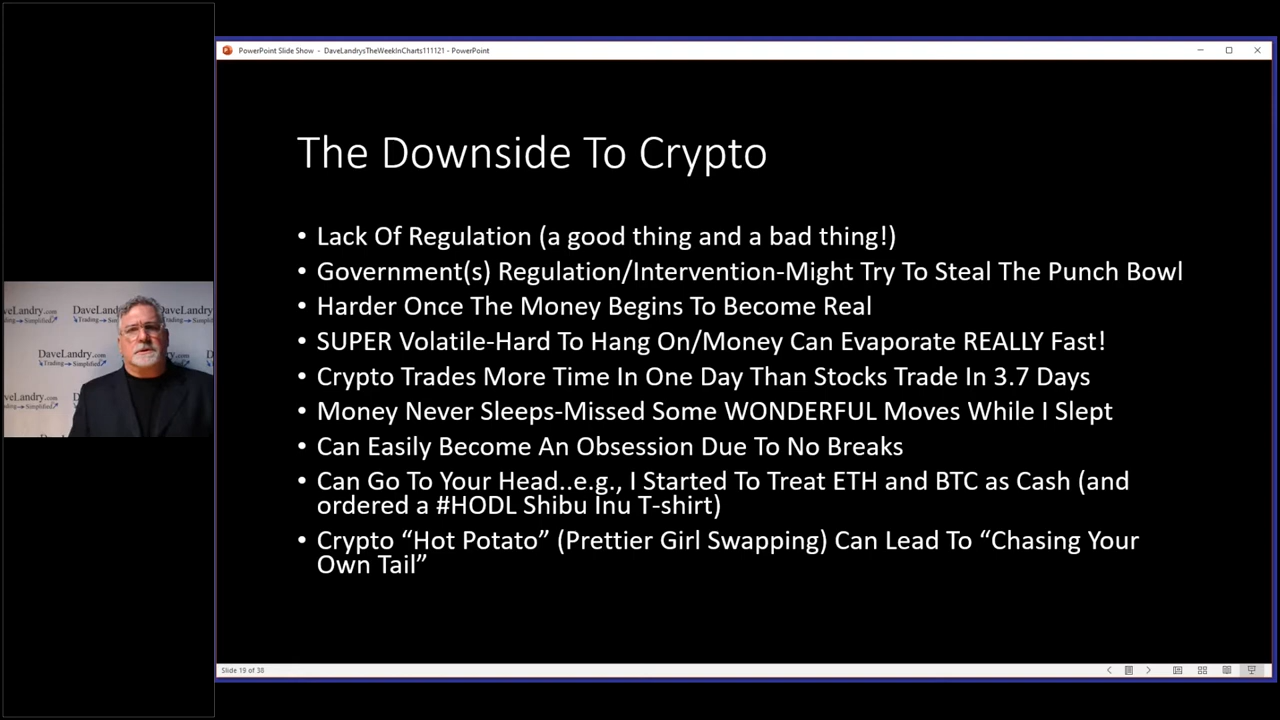 PowerPoint Slide Show - DaveLandrysTheWeekInCharts111121 - PowerPoint
The Downside To Crypto
• Lack Of Regulation (a good thing and a bad thing!)
• Government(s) Regulation/Intervention-Might Try To Steal The Punch Bowl
• Harder Once The Money Begins To Become Real
• SUPER Volatile-Hard To Hang On/Money Can Evaporate REALLY Fast!
• Crypto Trades More Time In One Day Than Stocks Trade In 3.7 Days
• Money Never Sleeps-Missed Some WONDERFUL Moves While I Slept
• Can Easily Become An Obsession Due To No Breaks
• Can Go To Your Head..e.g., I Started To Treat ETH and BTC as Cash (and
ordered a #HODL Shibu Inu T-shirt)
• Crypto “Hot Potato” (Prettier Girl Swapping) Can Lead To “Chasing Your
Own Tail”
DaveLandry.com
Trading Simplified
Slide 19 of 38